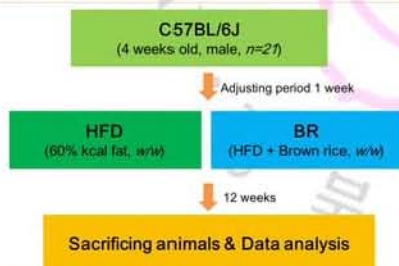 C57BL/6J
(4 weeks old, male, n=21)
Adjusting period 1 week
HFD
(60% kcal fat, w/w)
BR
(HFD + Brown rice, w/w)
12 weeks
Sacrificing animals & Data analysis